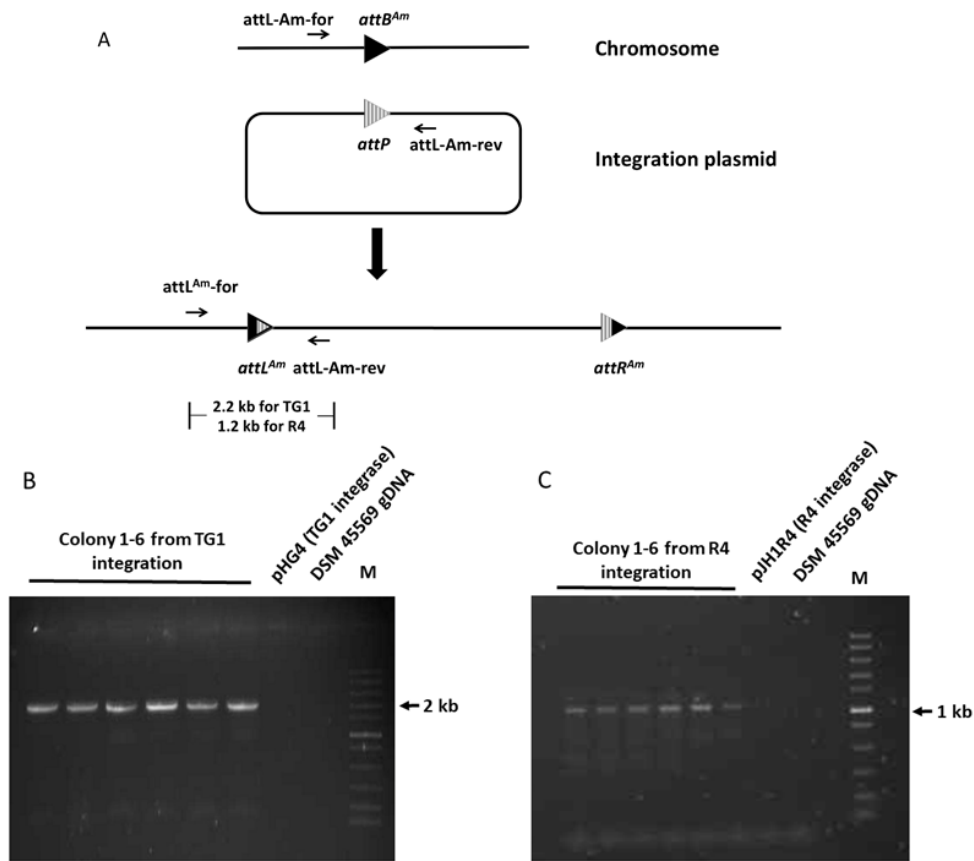 A
attL-Am-for
attB^Am
Chromosome
attP
attL-Am-rev
Integration plasmid
attL^Am-for
attL^Am
attL-Am-rev
attR^Am
2.2 kb for TG1
1.2 kb for R4
B
Colony 1-6 from TG1
integration
pHG4 (TG1 integrase)
DSM 45569 gDNA
M
2 kb
C
Colony 1-6 from R4
integration
pJH1R4 (R4 integrase)
DSM 45569 gDNA
M
1 kb